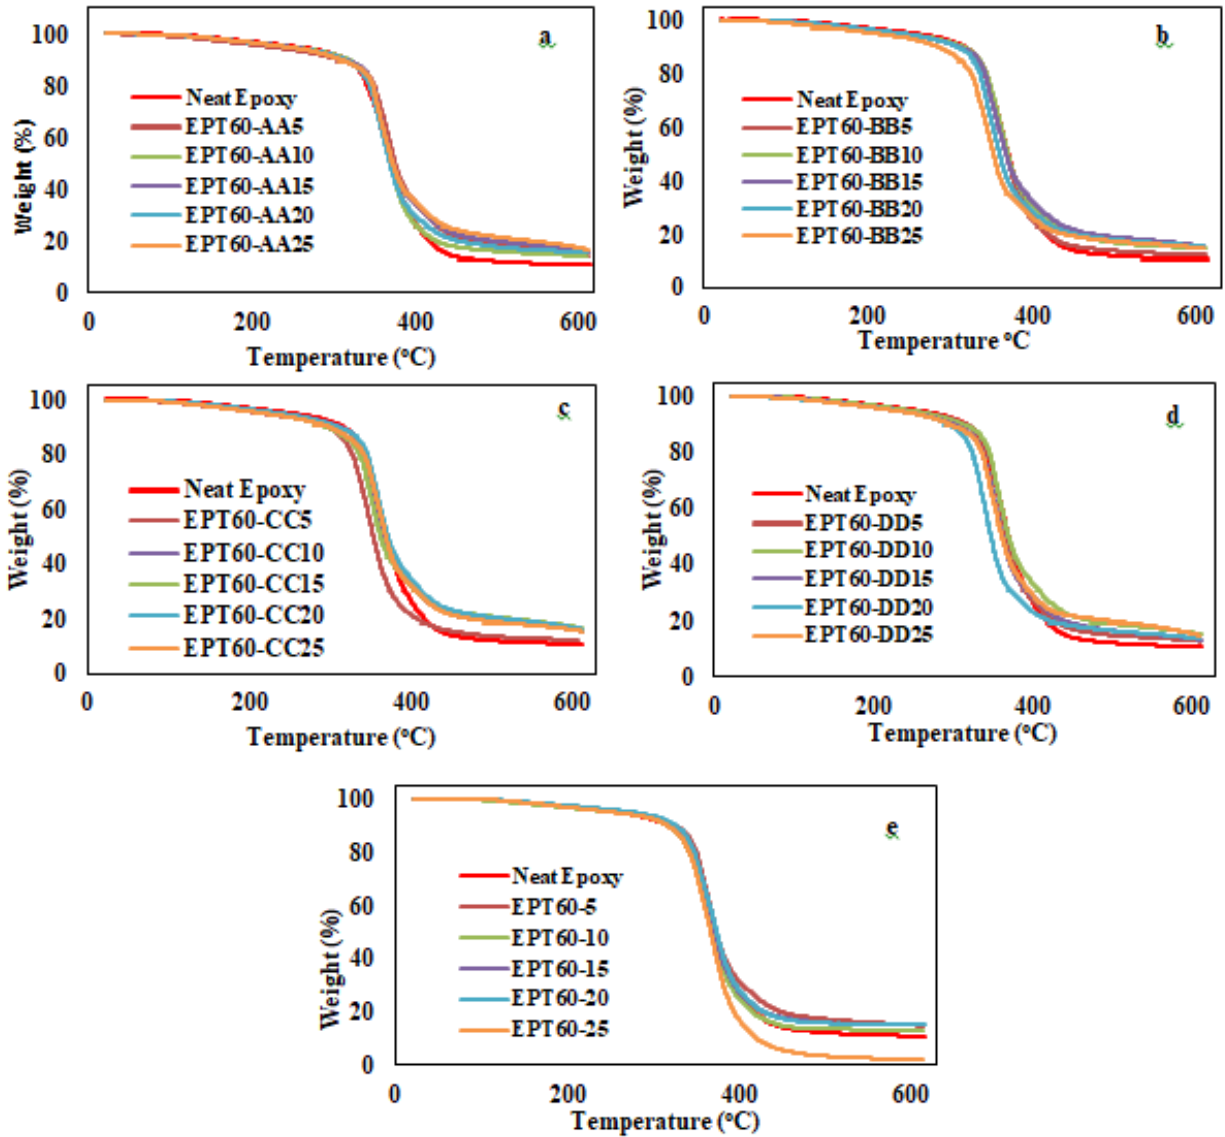 a
100
80
60
40
20
0
Weight (%)
Neat Epoxy
EPT60-AA5
EPT60-AA10
EPT60-AA15
EPT60-AA20
EPT60-AA25
0 200 400 600
Temperature (°C)
b
100
80
60
40
20
0
Weight (%)
Neat Epoxy
EPT60-BB5
EPT60-BB10
EPT60-BB15
EPT60-BB20
EPT60-BB25
0 200 400 600
Temperature °C
c
100
80
60
40
20
0
Weight (%)
Neat Epoxy
EPT60-CC5
EPT60-CC10
EPT60-CC15
EPT60-CC20
EPT60-CC25
0 200 400 600
Temperature (°C)
d
100
80
60
40
20
0
Weight (%)
Neat Epoxy
EPT60-DD5
EPT60-DD10
EPT60-DD15
EPT60-DD20
EPT60-DD25
0 200 400 600
Temperature (°C)
e
100
80
60
40
20
0
Weight (%)
Neat Epoxy
EPT60-5
EPT60-10
EPT60-15
EPT60-20
EPT60-25
0 200 400 600
Temperature (°C)